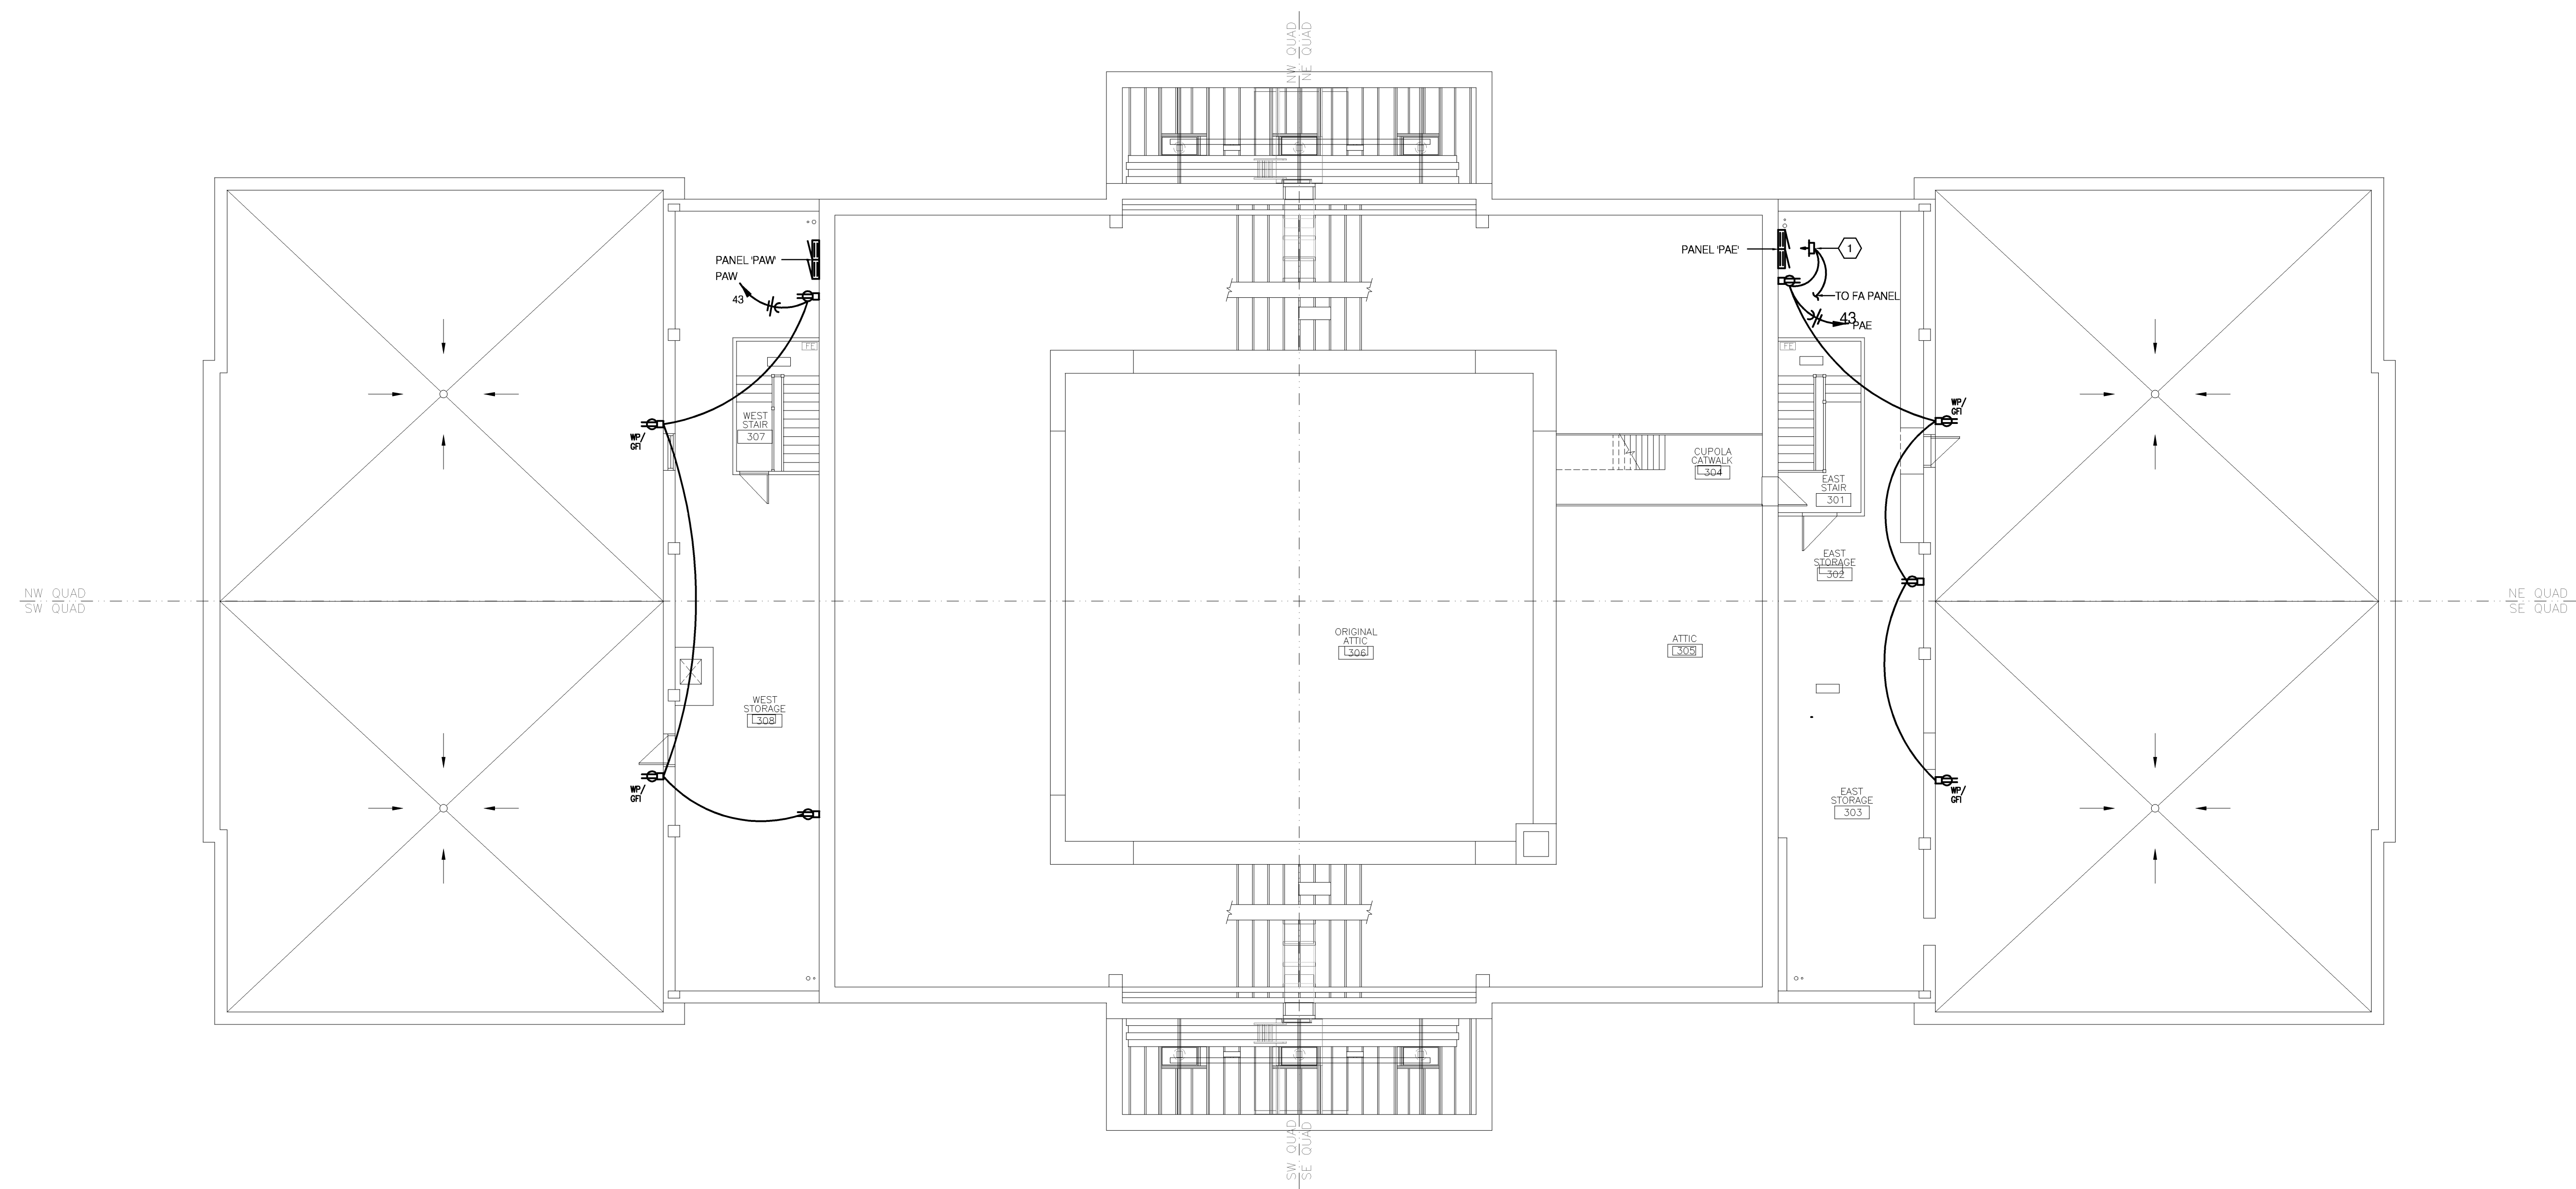 NW QUAD
NE QUAD
PANEL 'PAW'
PAW
43
PANEL 'PAE'
1
TO FA PANEL
43
PAE
FE
FE
WP/
GFI
WEST
STAIR
307
WP/
GFI
CUPOLA
CATWALK
304
EAST
STAIR
301
EAST
STORAGE
302
NW QUAD
SW QUAD
NE QUAD
SE QUAD
ORIGINAL
ATTIC
306
ATTIC
305
WEST
STORAGE
308
WP/
GFI
EAST
STORAGE
303
WP/
GFI
SW QUAD
SE QUAD